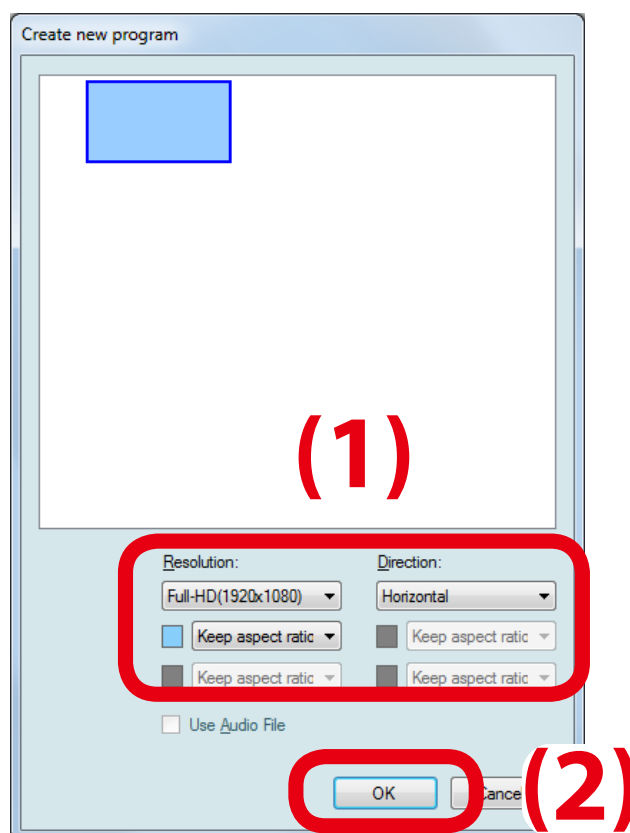 Create new program
(1)
Resolution: Direction:
Full-HD(1920x1080) Horizontal
Keep aspect ratic Keep aspect ratic
Keep aspect ratic Keep aspect ratic
Use Audio File
OK Cance
(2)